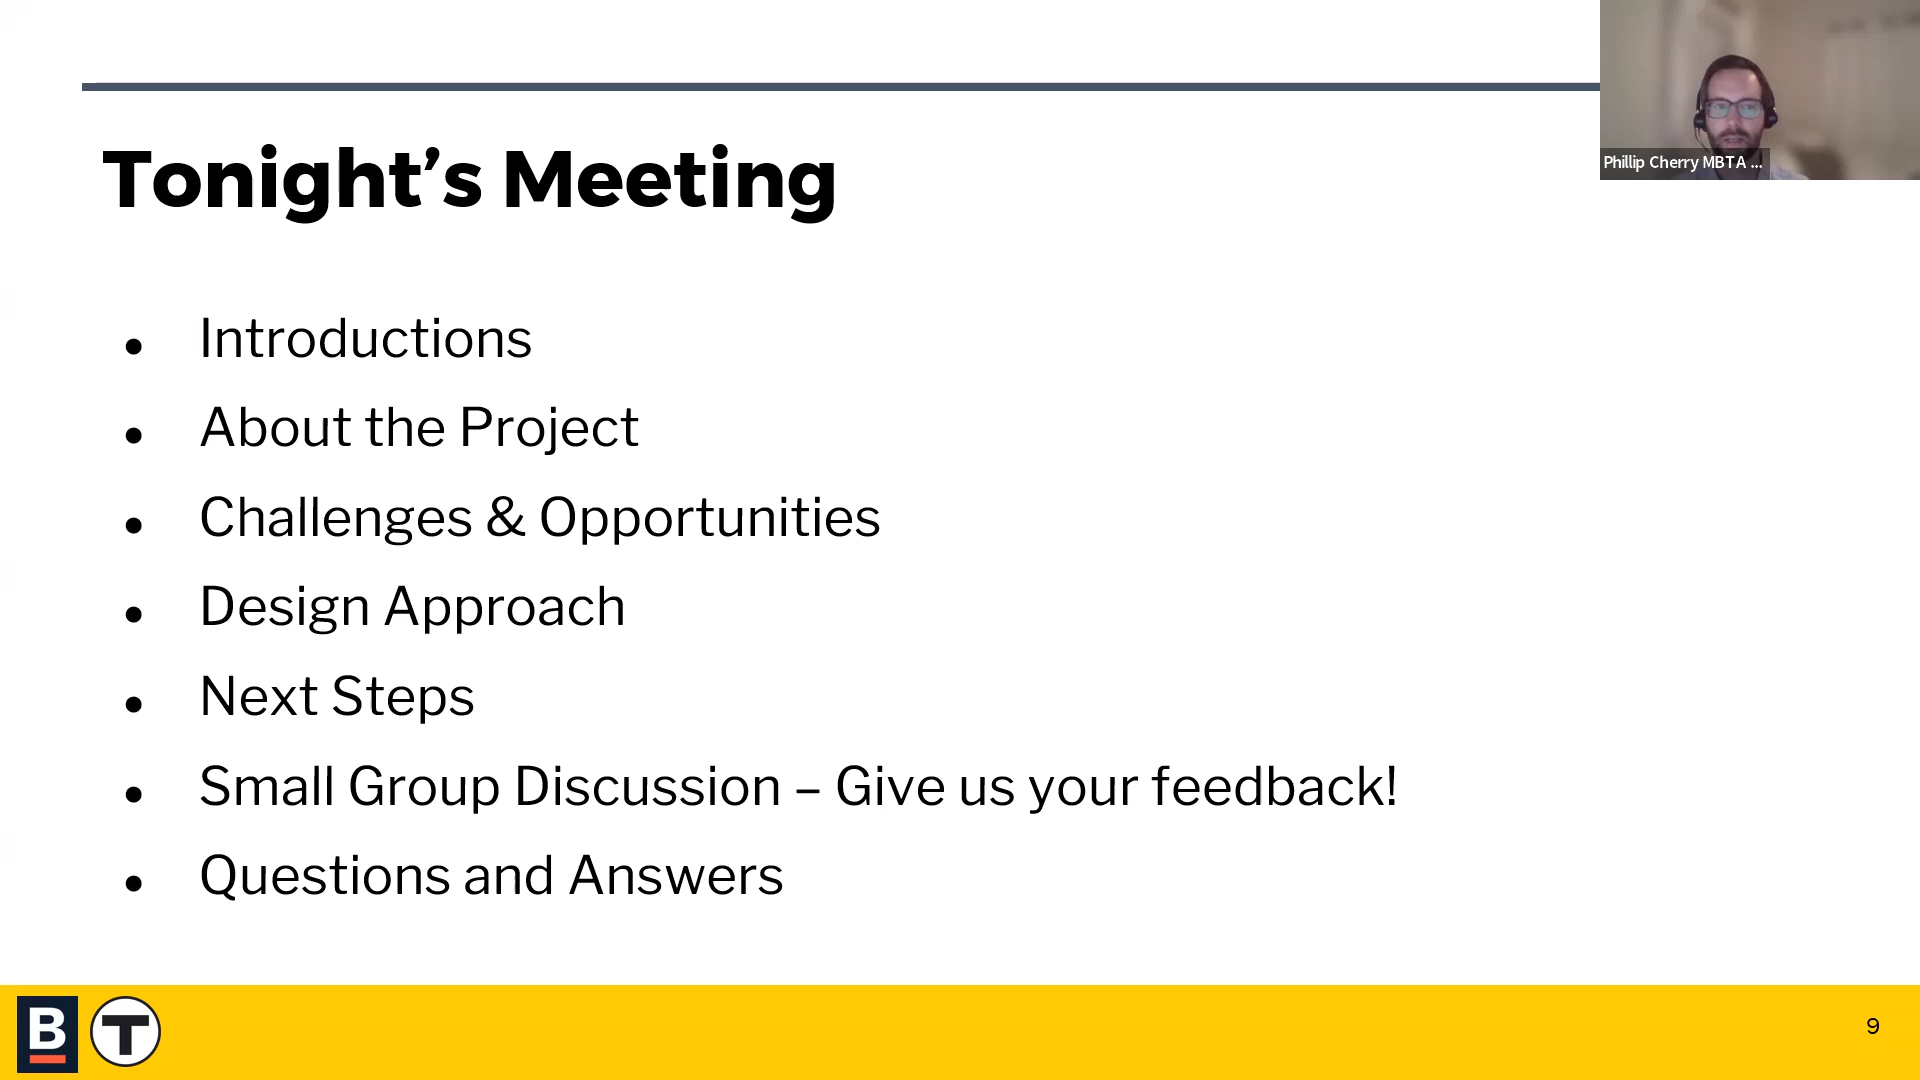 Phillip Cherry MBTA ...
Tonight’s Meeting
● Introductions
● About the Project
● Challenges & Opportunities
● Design Approach
● Next Steps
● Small Group Discussion – Give us your feedback!
● Questions and Answers
B
T
9